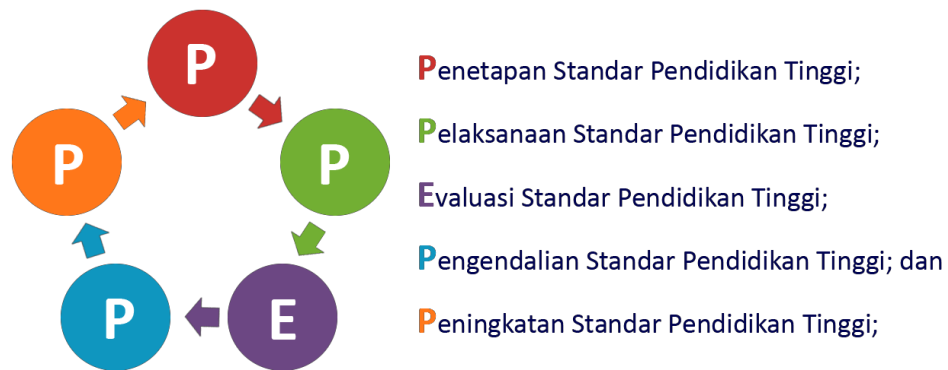 P
P
E
P
P
Penetapan Standar Pendidikan Tinggi;
Pelaksanaan Standar Pendidikan Tinggi;
Evaluasi Standar Pendidikan Tinggi;
Pengendalian Standar Pendidikan Tinggi; dan
Peningkatan Standar Pendidikan Tinggi;